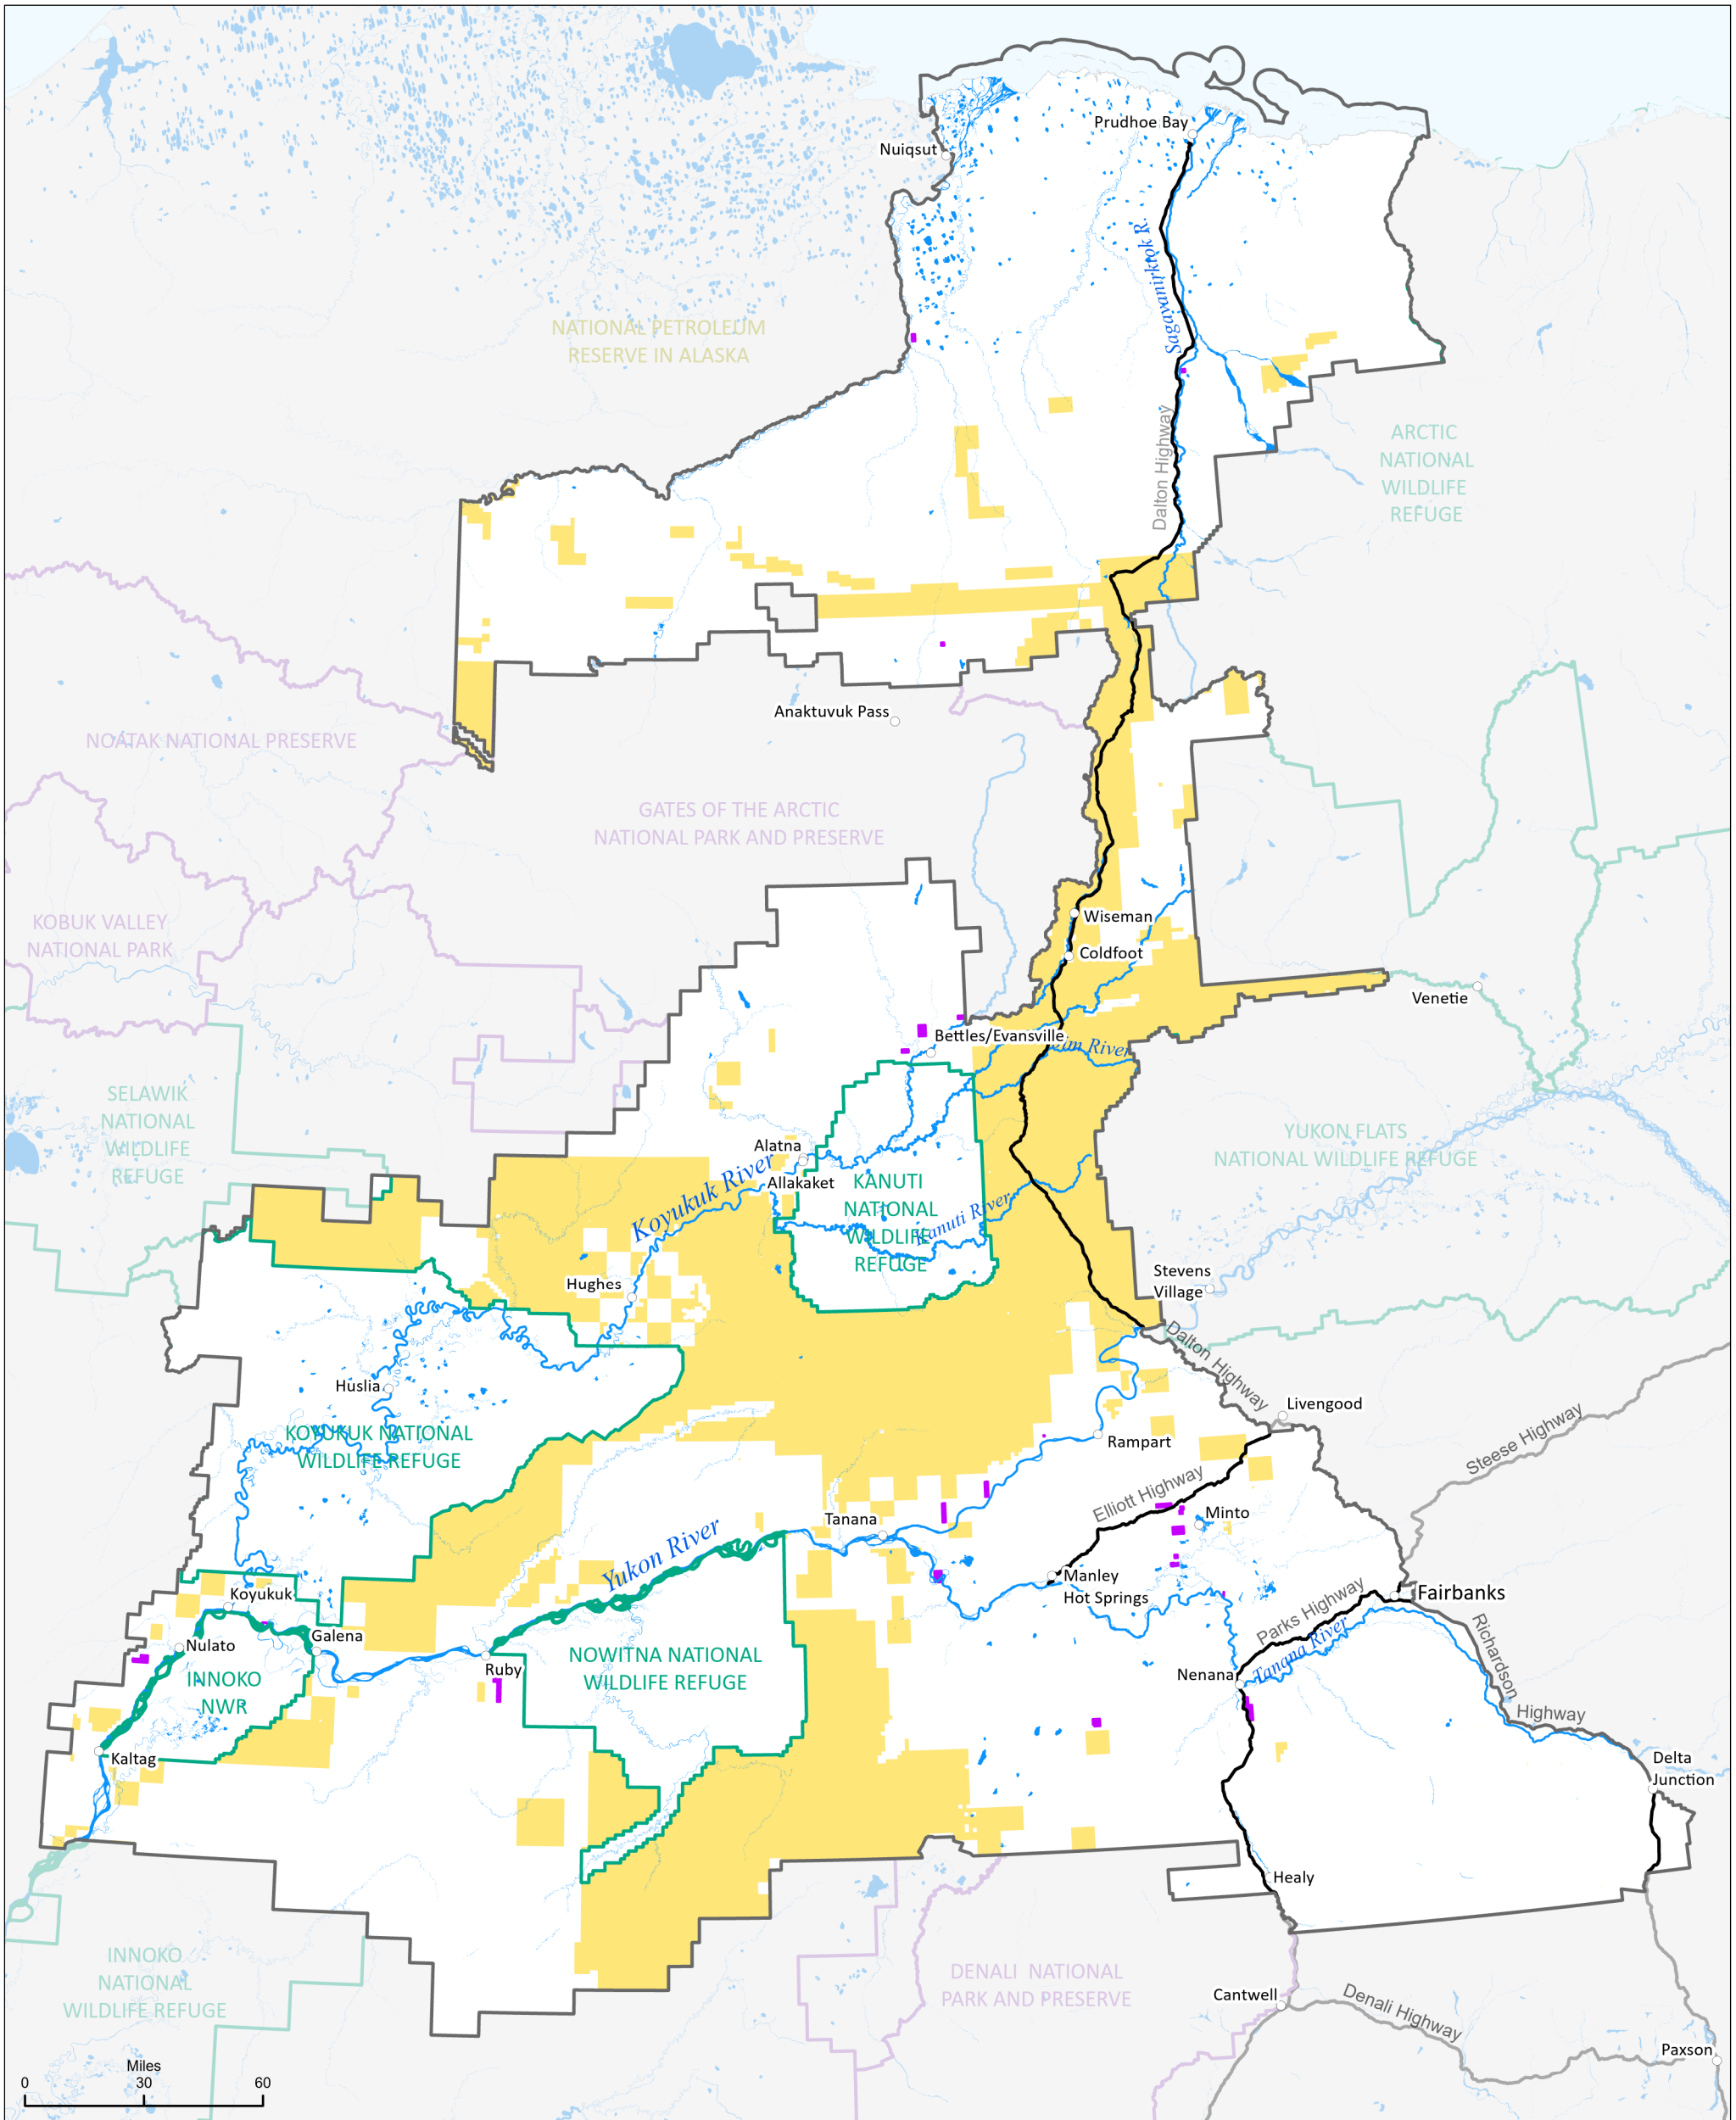 Prudhoe Bay
Nuiqsut
Sagavanirktok R.
NATIONAL PETROLEUM
RESERVE IN ALASKA
Dalton Highway
ARCTIC
NATIONAL
WILDLIFE
REFUGE
Anaktuvuk Pass
NOATAK NATIONAL PRESERVE
GATES OF THE ARCTIC
NATIONAL PARK AND PRESERVE
KOBUK VALLEY
NATIONAL PARK
Wiseman
Coldfoot
Venetie
Bettles/Evansville
River
SELAWIK
NATIONAL
WILDLIFE
REFUGE
YUKON FLATS
NATIONAL WILDLIFE REFUGE
Alatna
Allakaket
Koyukuk River
KANUTI
NATIONAL
WILDLIFE
REFUGE
Kanuti River
Hughes
Stevens
Village
Dalton Highway
Huslia
Livengood
KOYUKUK NATIONAL
WILDLIFE REFUGE
Rampart
Steese Highway
Elliott Highway
Minto
Tanana
Yukon River
Manley
Hot Springs
Koyukuk
Fairbanks
Parks Highway
Tanana River
Richardson
Highway
Nulato
Galena
INNOKO
NWR
Ruby
NOWITNA NATIONAL
WILDLIFE REFUGE
Nenana
Kaltag
Delta
Junction
Healy
INNOKO
NATIONAL
WILDLIFE REFUGE
DENALI NATIONAL
PARK AND PRESERVE
Cantwell
Denali Highway
Paxson
Miles
0 30 60